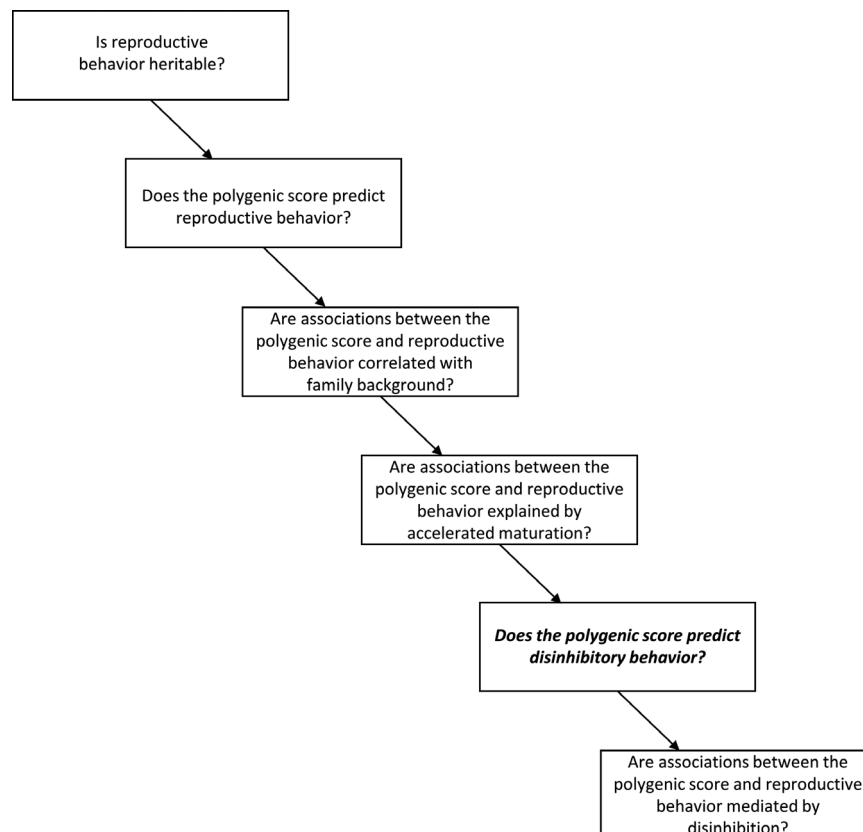 Is reproductive
behavior heritable?
Does the polygenic score predict
reproductive behavior?
Are associations between the
polygenic score and reproductive
behavior correlated with
family background?
Are associations between the
polygenic score and reproductive
behavior explained by
accelerated maturation?
Does the polygenic score predict
disinhibitory behavior?
Are associations between the
polygenic score and reproductive
behavior mediated by
disinhibition?